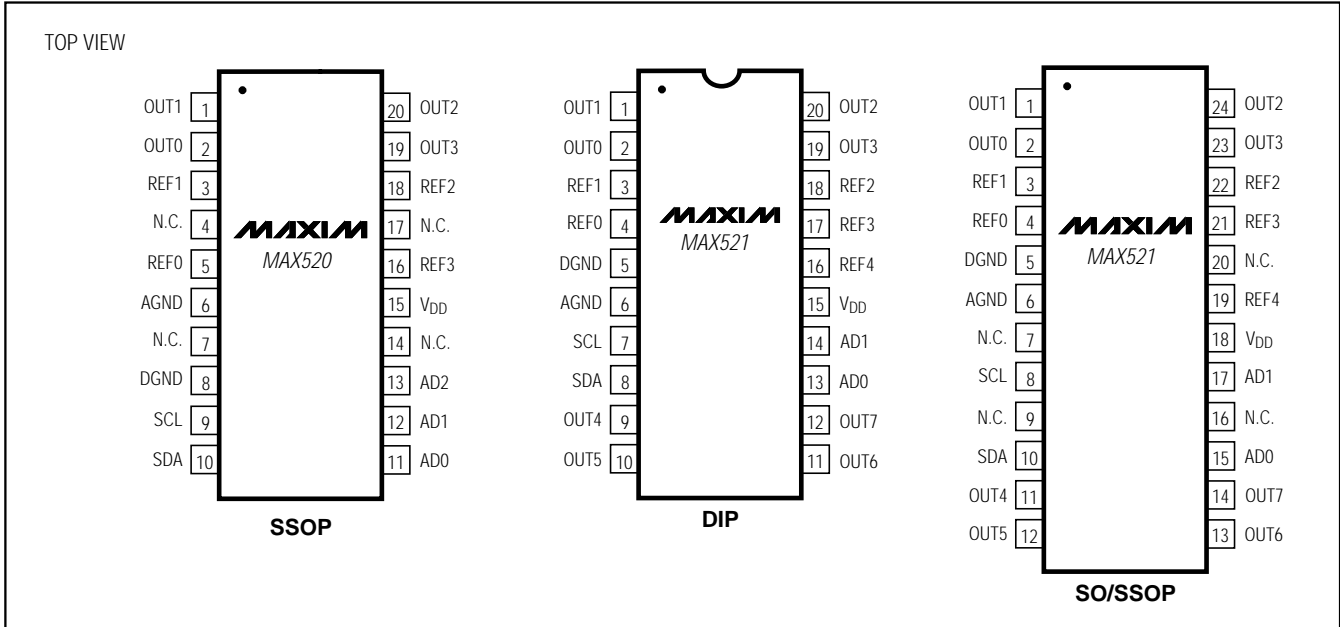 TOP VIEW
OUT1 1 20 OUT2
OUT0 2 19 OUT3
REF1 3 18 REF2
N.C. 4 17 N.C.
REF0 5 16 REF3
AGND 6 15 VDD
N.C. 7 14 N.C.
DGND 8 13 AD2
SCL 9 12 AD1
SDA 10 11 AD0
MAXIM
MAX520
SSOP
OUT1 1 20 OUT2
OUT0 2 19 OUT3
REF1 3 18 REF2
REF0 4 17 REF3
DGND 5 16 REF4
AGND 6 15 VDD
SCL 7 14 AD1
SDA 8 13 AD0
OUT4 9 12 OUT7
OUT5 10 11 OUT6
MAXIM
MAX521
DIP
OUT1 1 24 OUT2
OUT0 2 23 OUT3
REF1 3 22 REF2
REF0 4 21 REF3
DGND 5 20 N.C.
AGND 6 19 REF4
N.C. 7 18 VDD
SCL 8 17 AD1
N.C. 9 16 N.C.
SDA 10 15 AD0
OUT4 11 14 OUT7
OUT5 12 13 OUT6
MAXIM
MAX521
SO/SSOP